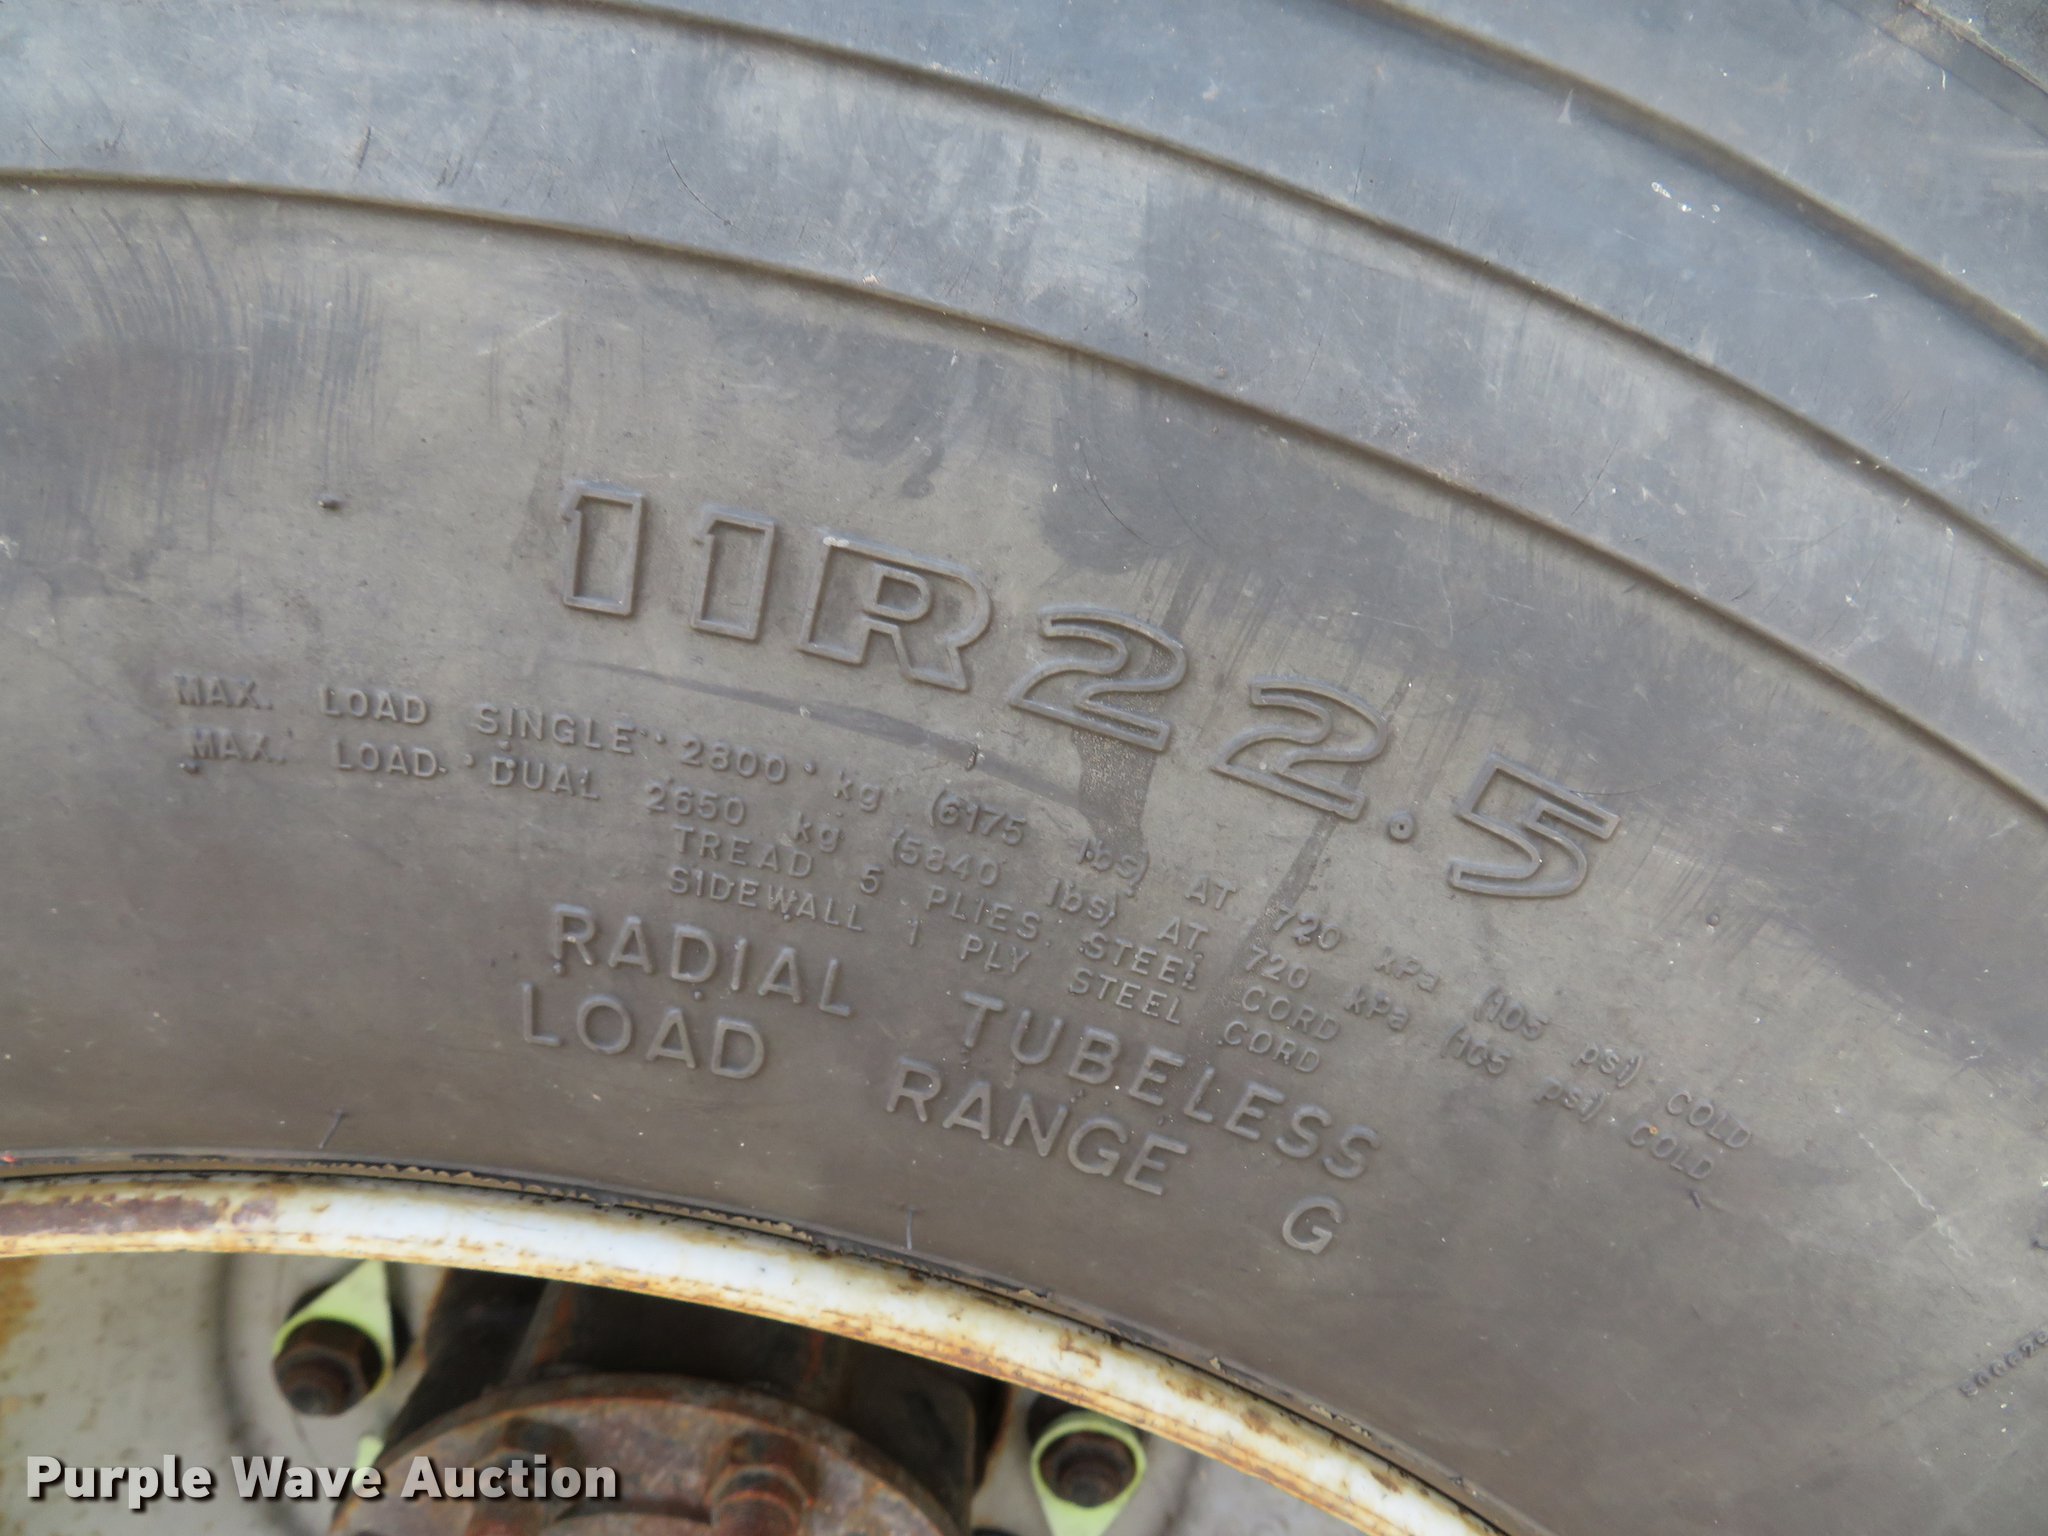 11R22.5
MAX. LOAD SINGLE 2800 kg (6175 lbs) AT 720 kPa (105 psi) COLD
MAX. LOAD DUAL 2650 kg (5840 lbs) AT 720 kPa (105 psi) COLD
TREAD 5 PLIES STEEL CORD
SIDEWALL 1 PLY STEEL CORD
RADIAL TUBELESS
LOAD RANGE G
Purple Wave Auction